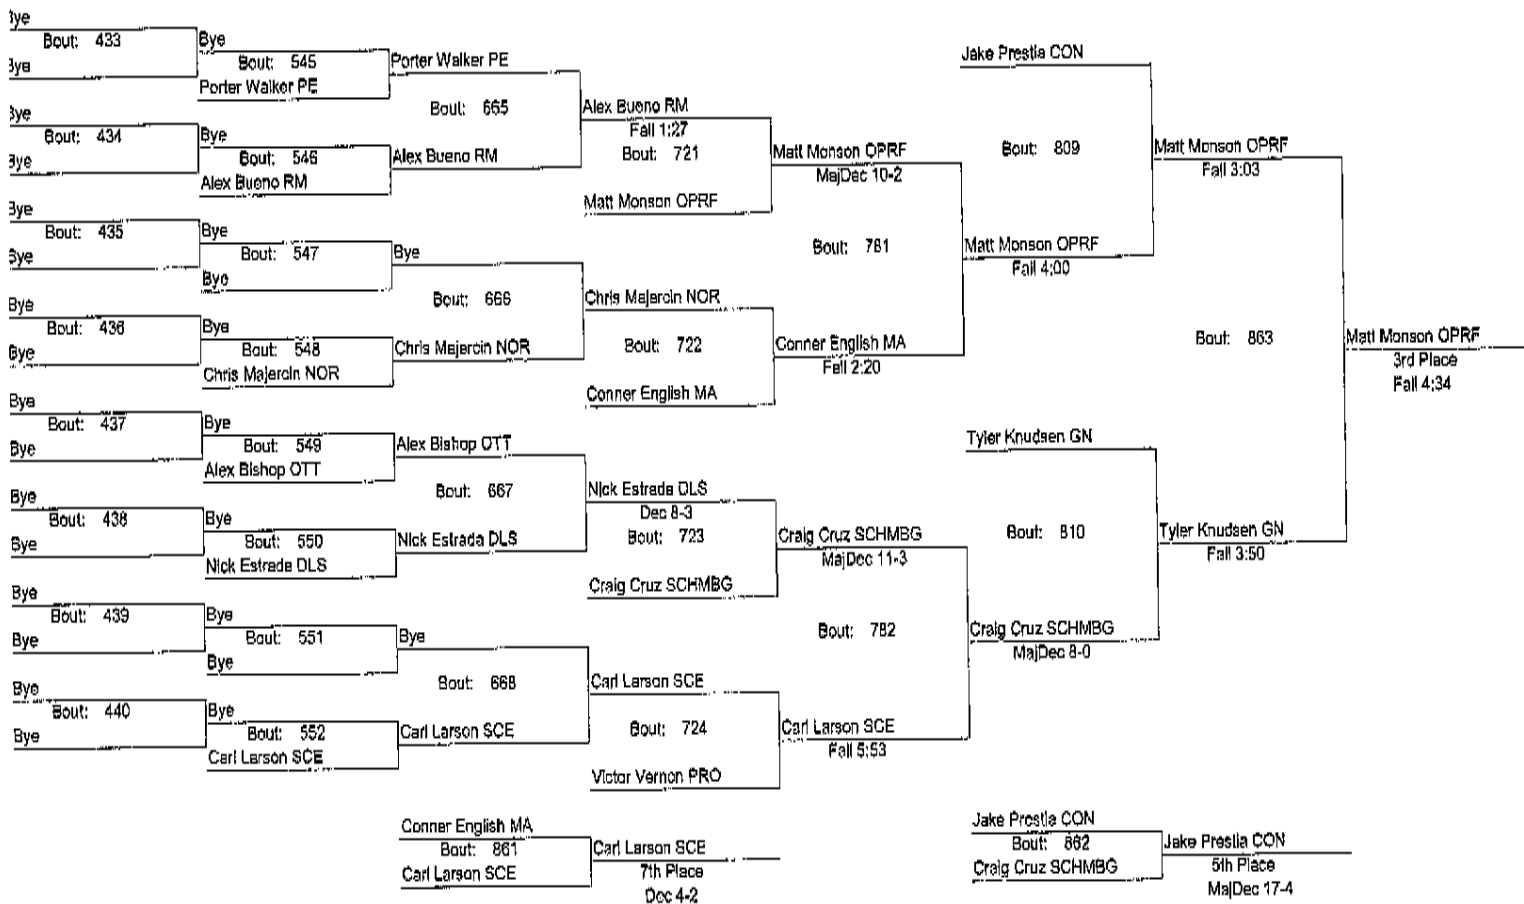 Bye
Bout: 433
Bye
Bye
Bout: 545
Porter Walker PE
Porter Walker PE
Bout: 665
Bye
Bout: 434
Bye
Bye
Bout: 546
Alex Bueno RM
Alex Bueno RM
Alex Bueno RM
Fall 1:27
Bout: 721
Matt Monson OPRF
Matt Monson OPRF
MajDec 10-2
Bout: 781
Bye
Bout: 435
Bye
Bye
Bout: 547
Bye
Bye
Bout: 666
Bye
Bout: 436
Bye
Bye
Bout: 548
Chris Majercin NOR
Chris Majercin NOR
Chris Majercin NOR
Bout: 722
Conner English MA
Conner English MA
Fall 2:20
Jake Prestia CON
Bout: 809
Matt Monson OPRF
Fall 4:00
Matt Monson OPRF
Fall 3:03
Bout: 863
Matt Monson OPRF
3rd Place
Fall 4:34
Bye
Bout: 437
Bye
Bye
Bout: 549
Alex Bishop OTT
Alex Bishop OTT
Bout: 667
Bye
Bout: 438
Bye
Bye
Bout: 550
Nick Estrada DLS
Nick Estrada DLS
Nick Estrada DLS
Dec 8-3
Bout: 723
Craig Cruz SCHMBG
Craig Cruz SCHMBG
MajDec 11-3
Bout: 782
Bye
Bout: 439
Bye
Bye
Bout: 551
Bye
Bye
Bout: 668
Bye
Bout: 440
Bye
Bye
Bout: 552
Carl Larson SCE
Carl Larson SCE
Carl Larson SCE
Bout: 724
Victor Vernon PRO
Carl Larson SCE
Fall 5:53
Tyler Knudsen GN
Bout: 810
Craig Cruz SCHMBG
MajDec 8-0
Tyler Knudsen GN
Fall 3:50
Conner English MA
Bout: 861
Carl Larson SCE
Carl Larson SCE
7th Place
Dec 4-2
Jake Prestia CON
Bout: 862
Craig Cruz SCHMBG
Jake Prestia CON
5th Place
MajDec 17-4